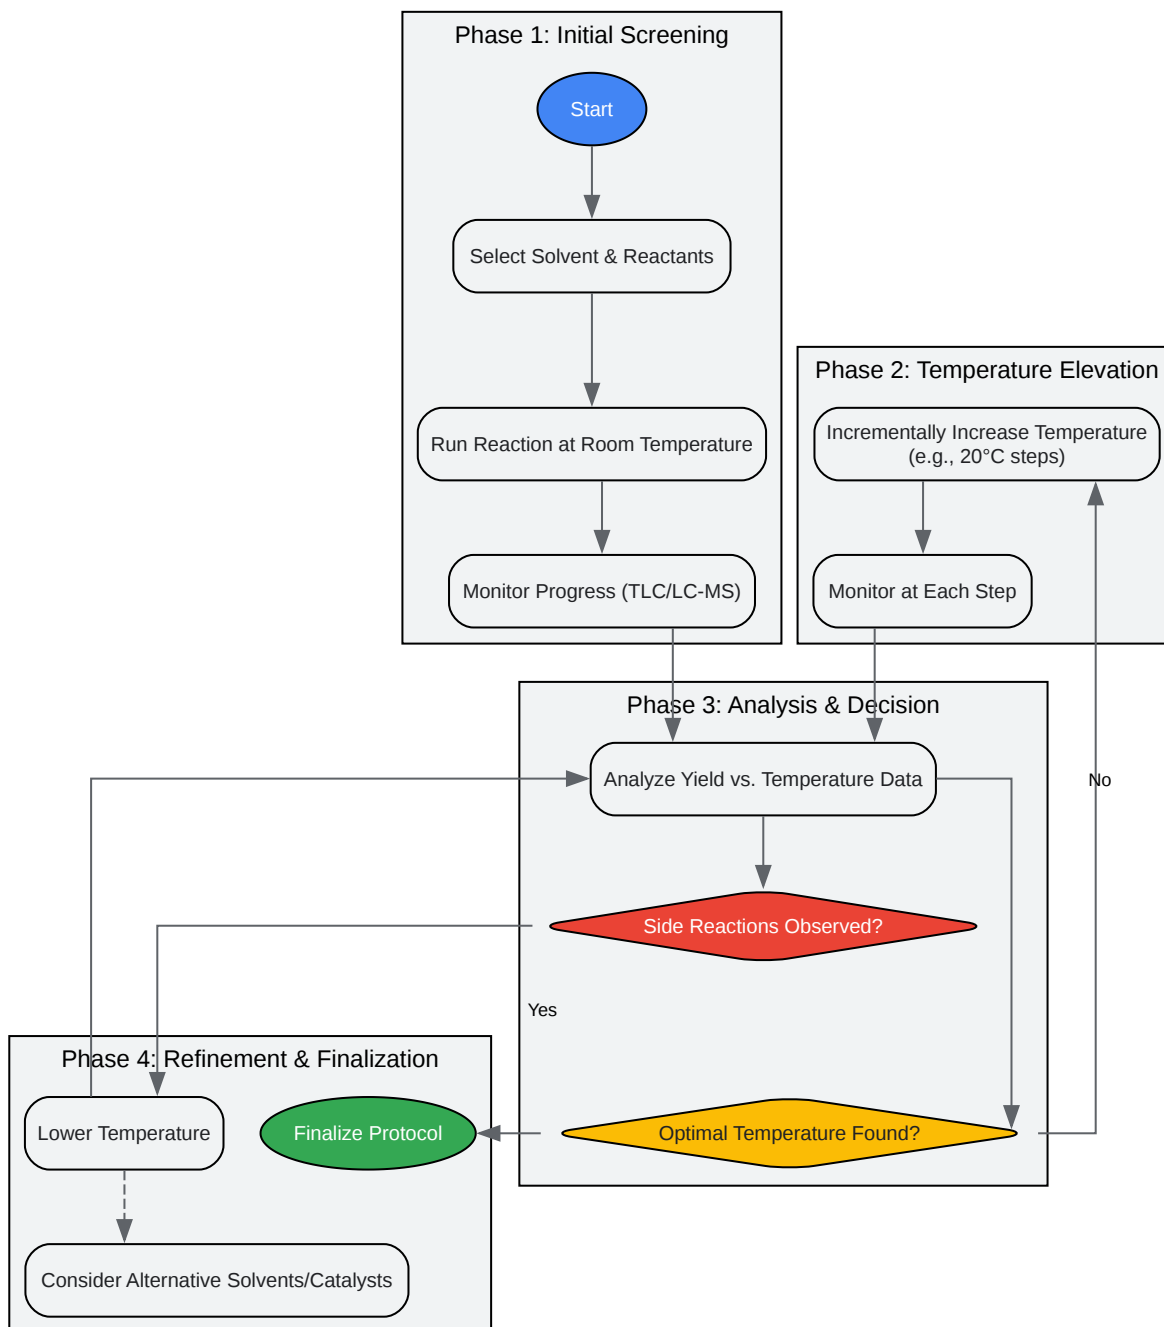 Phase 1: Initial Screening
Start
Select Solvent & Reactants
Run Reaction at Room Temperature
Monitor Progress (TLC/LC-MS)
Phase 2: Temperature Elevation
Incrementally Increase Temperature
(e.g., 20°C steps)
Monitor at Each Step
Phase 3: Analysis & Decision
Analyze Yield vs. Temperature Data
No
Side Reactions Observed?
Yes
Optimal Temperature Found?
Phase 4: Refinement & Finalization
Lower Temperature
Finalize Protocol
Consider Alternative Solvents/Catalysts